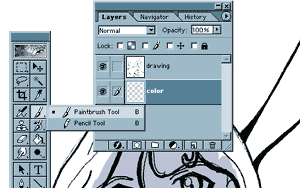 Layers Navigator History
Normal Opacity: 100%
Lock:
drawing
color
Paintbrush Tool B
Pencil Tool B
T